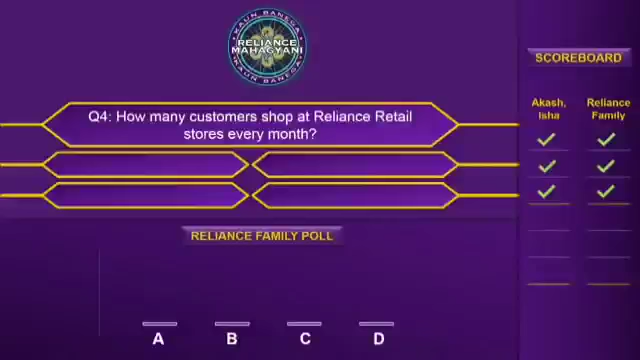 KAUN BANEGA
RELIANCE
MAHAGYANI
KAUN BANEGA
SCOREBOARD
Akash, Isha
Reliance Family
Q4: How many customers shop at Reliance Retail
stores every month?
RELIANCE FAMILY POLL
A B C D